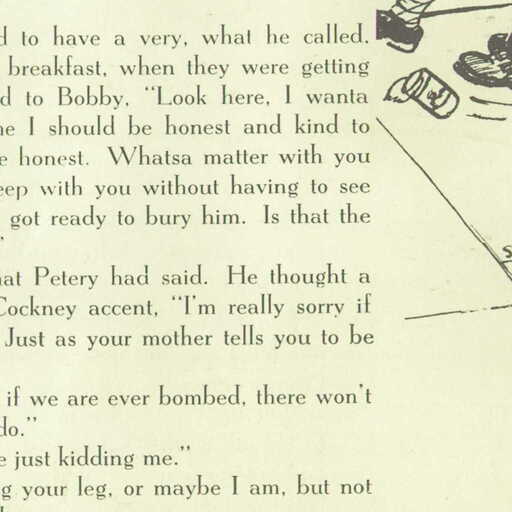 to have a very, what he called.
breakfast, when they were getting
to Bobby, "Look here, I wanta
I should be honest and kind to
honest. Whatsa matter with you
with you without having to see
got ready to bury him. Is that the
"
Petery had said. He thought a
Cockney accent, "I'm really sorry if
Just as your mother tells you to be
if we are ever bombed, there won't
do."
just kidding me."
your leg, or maybe I am, but not